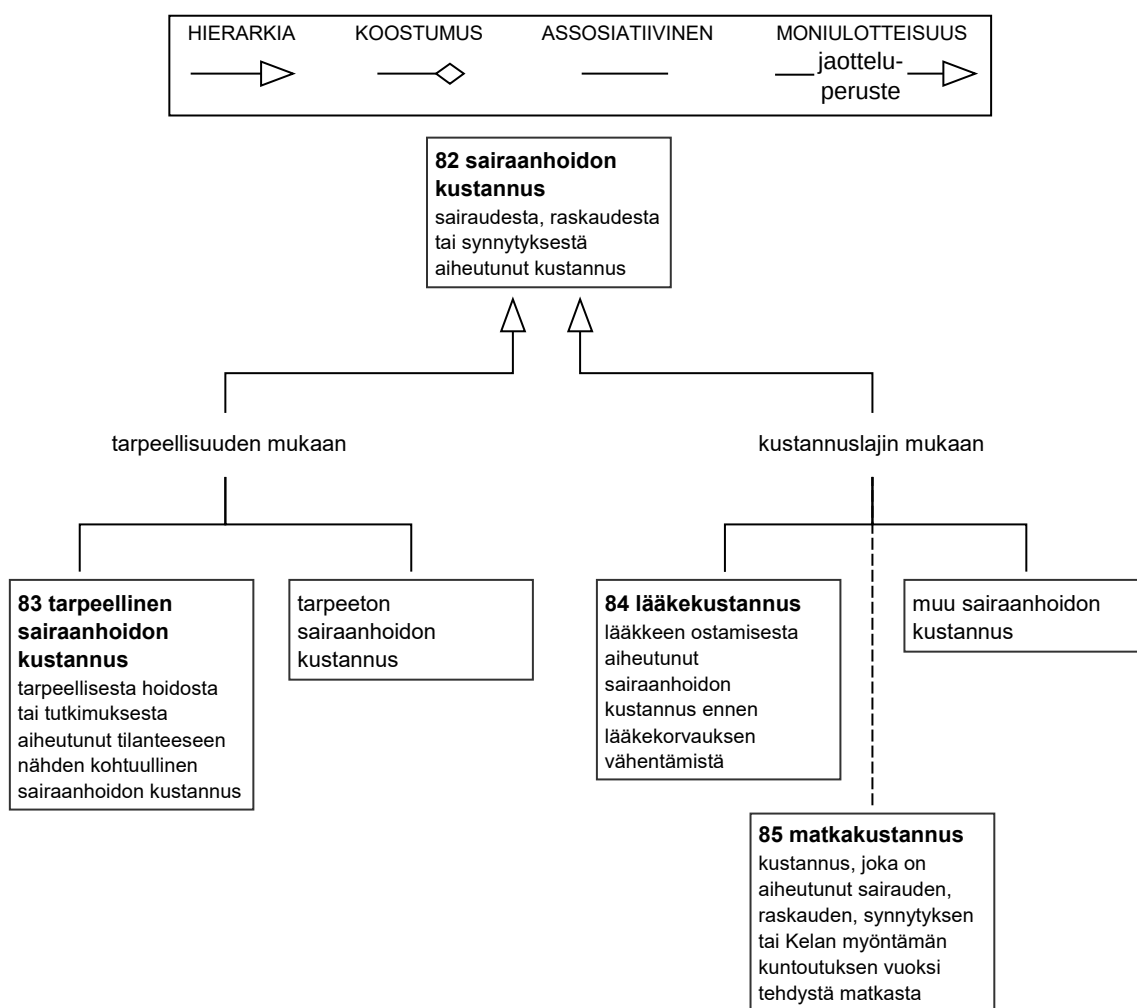 HIERARKIA
KOOSTUMUS
ASSOSIATIIVINEN
MONIULOTTEISUUS
jaottelu-
peruste
82 sairaanhoidon
kustannus
sairaudesta, raskaudesta
tai synnytyksestä
aiheutunut kustannus
tarpeellisuuden mukaan
kustannuslajin mukaan
83 tarpeellinen
sairaanhoidon
kustannus
tarpeellisesta hoidosta
tai tutkimuksesta
aiheutunut tilanteeseen
nähden kohtuullinen
sairaanhoidon kustannus
tarpeeton
sairaanhoidon
kustannus
84 lääkekustannus
lääkkeen ostamisesta
aiheutunut
sairaanhoidon
kustannus ennen
lääkekorvauksen
vähentämistä
muu sairaanhoidon
kustannus
85 matkakustannus
kustannus, joka on
aiheutunut sairauden,
raskauden, synnytyksen
tai Kelan myöntämän
kuntoutuksen vuoksi
tehdystä matkasta